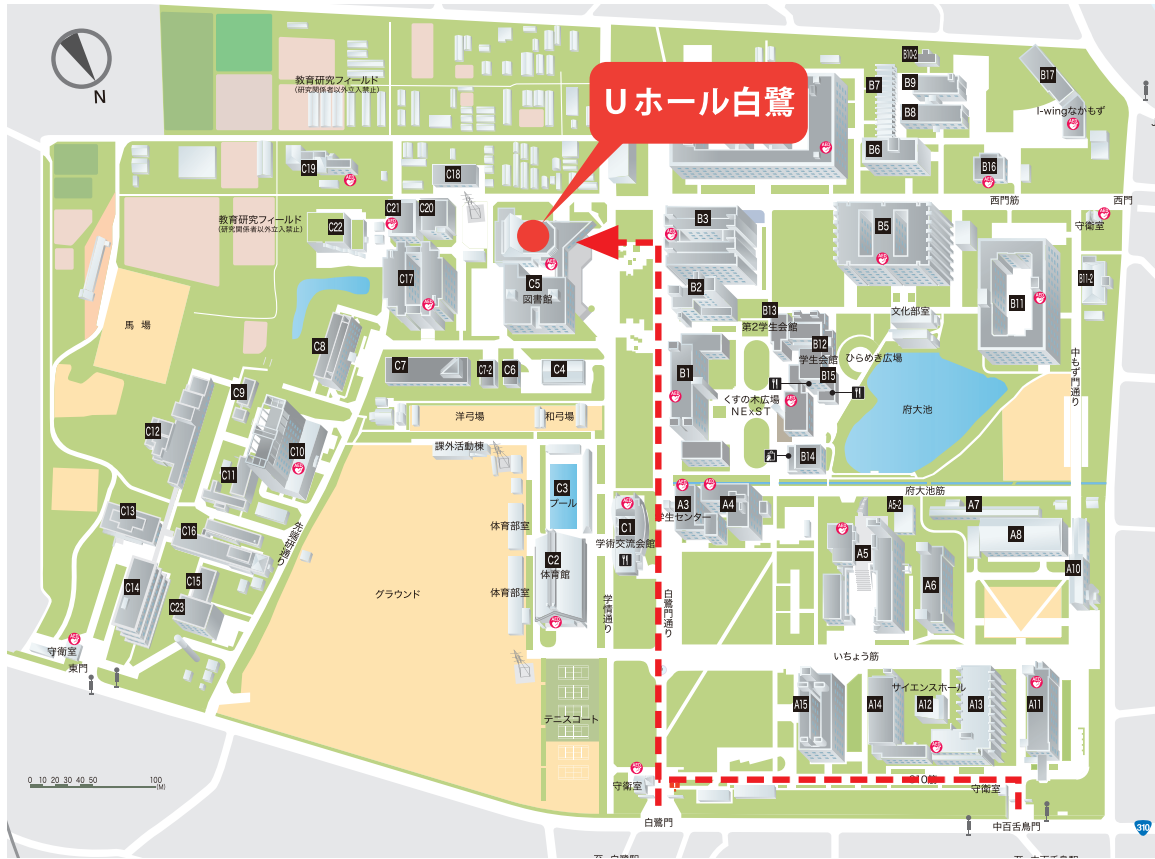 N
教育研究フィールド
（研究関係者以外立入禁止）
Uホール白鷺
B10-2
B7
B9
B8
B6
B17
I-wingなかもず
B16
西門筋
西門
守衛室
C19
C18
教育研究フィールド
（研究関係者以外立入禁止）
C22
C21
C20
C17
C5
図書館
B3
B2
B5
B11
B11-2
文化部室
B13
第2学生会館
B12
学生会館
ひらめき広場
B15
くすの木広場
NE×ST
府大池
中もず門通り
B1
B14
馬場
C8
C7
C7-2
C6
C4
洋弓場
和弓場
課外活動棟
C9
C12
C10
C11
C13
C16
先端研通り
C14
C15
C23
守衛室
東門
C3
プール
体育部室
C2
体育館
体育部室
グラウンド
C1
学術交流会館
学情通り
白鷺門通り
A3
学生センター
A4
府大池筋
A5-2
A7
A5
A6
A8
A10
いちょう筋
サイエンスホール
A15
A14
A12
A13
A11
テニスコート
守衛室
白鷺門
守衛室
中百舌鳥門
310
0 10 20 30 40 50 100
(M)